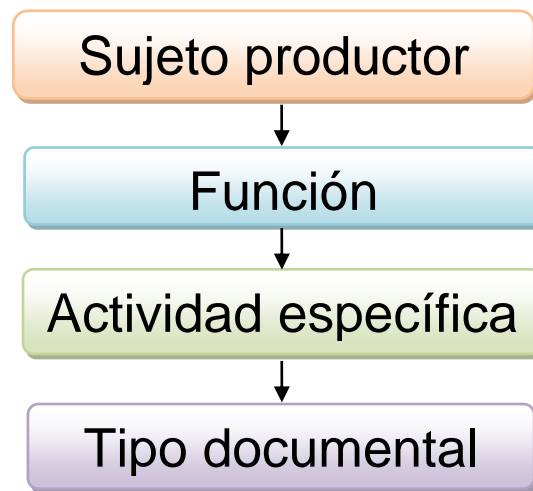 Sujeto productor
Función
Actividad específica
Tipo documental